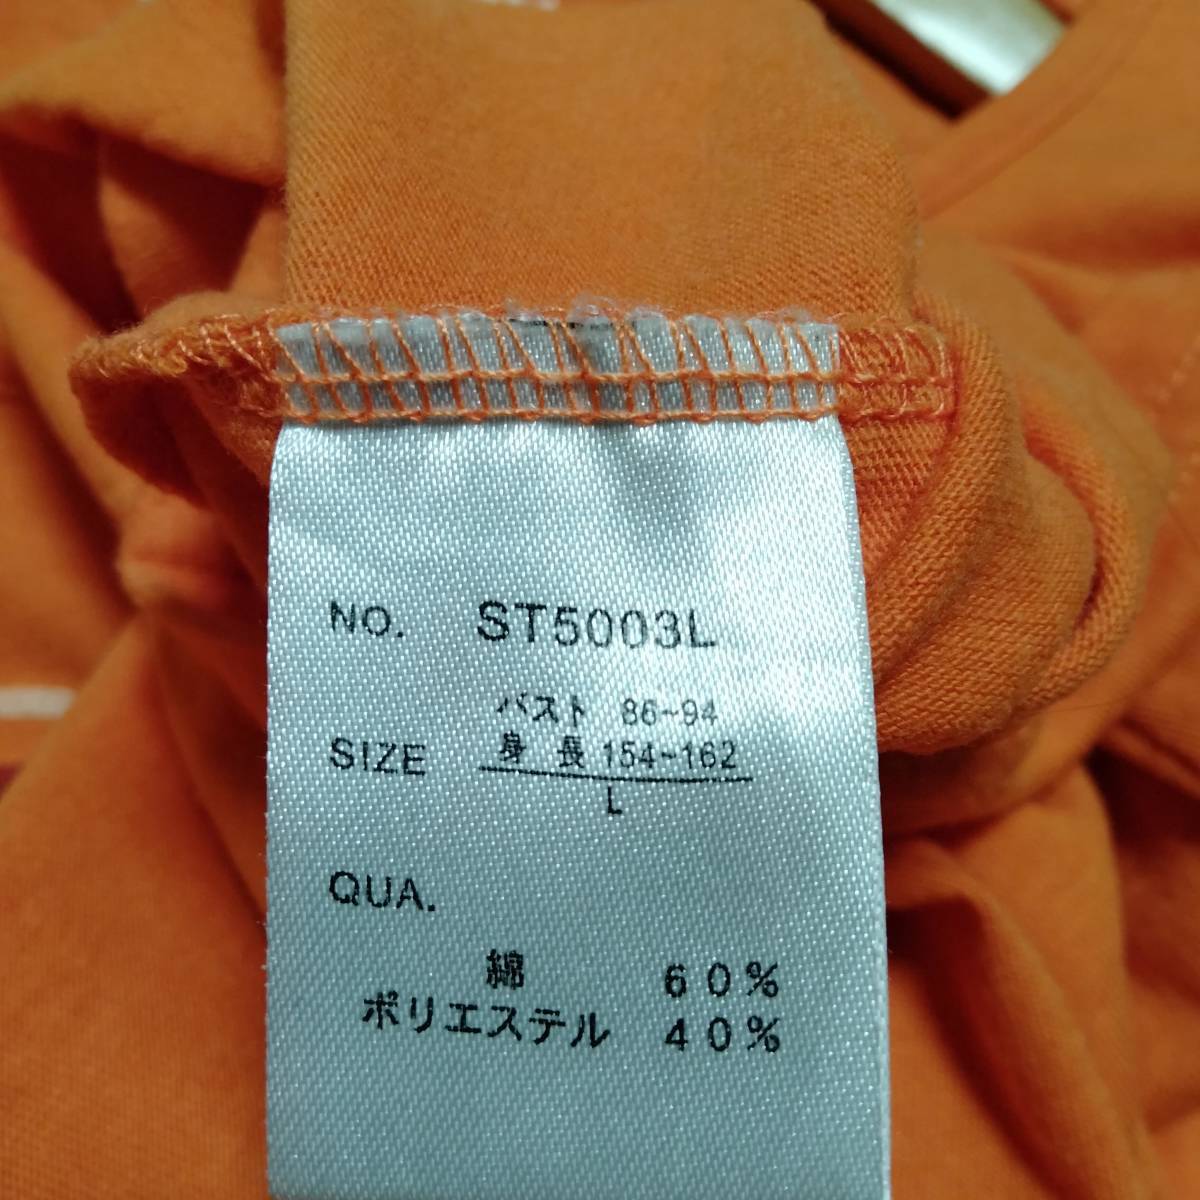 NO. ST5003L
バスト 86~94
SIZE 身長 154~162
L
QUA.
綿 60%
ポリエステル 40%